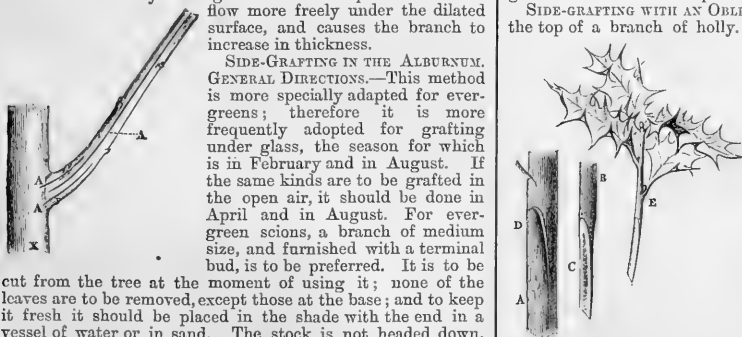 flow more freely under the dilated
surface, and causes the branch to
increase in thickness.
SIDE-GRAFTING IN THE ALBURNUM.
GENERAL DIRECTIONS.—This method
is more specially adapted for ever-
greens; therefore it is more
frequently adopted for grafting
under glass, the season for which
is in February and in August. If
the same kinds are to be grafted in
the open air, it should be done in
April and in August. For ever-
green scions, a branch of medium
size, and furnished with a terminal
bud, is to be preferred. It is to be
cut from the tree at the moment of using it; none of the
leaves are to be removed, except those at the base; and to keep
it fresh it should be placed in the shade with the end in a
vessel of water or in sand. The stock is not headed down,
A
A
A
X
SIDE-GRAFTING WITH AN
the top of a branch of holly.
B
D
E
C
A